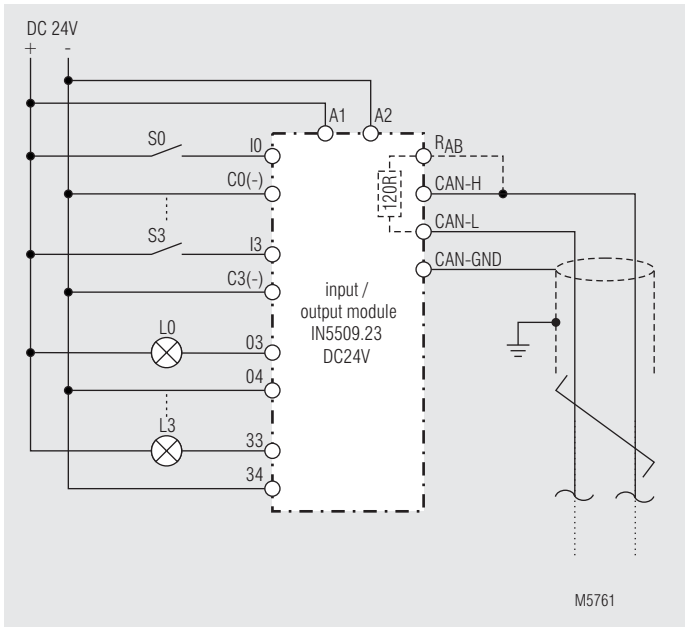 DC 24V
+ -
A1 A2
S0 I0
C0(-)
S3 I3
C3(-)
L0 03
04
L3 33
34
RAB
120R
CAN-H
CAN-L
CAN-GND
input /
output module
IN5509.23
DC24V
M5761